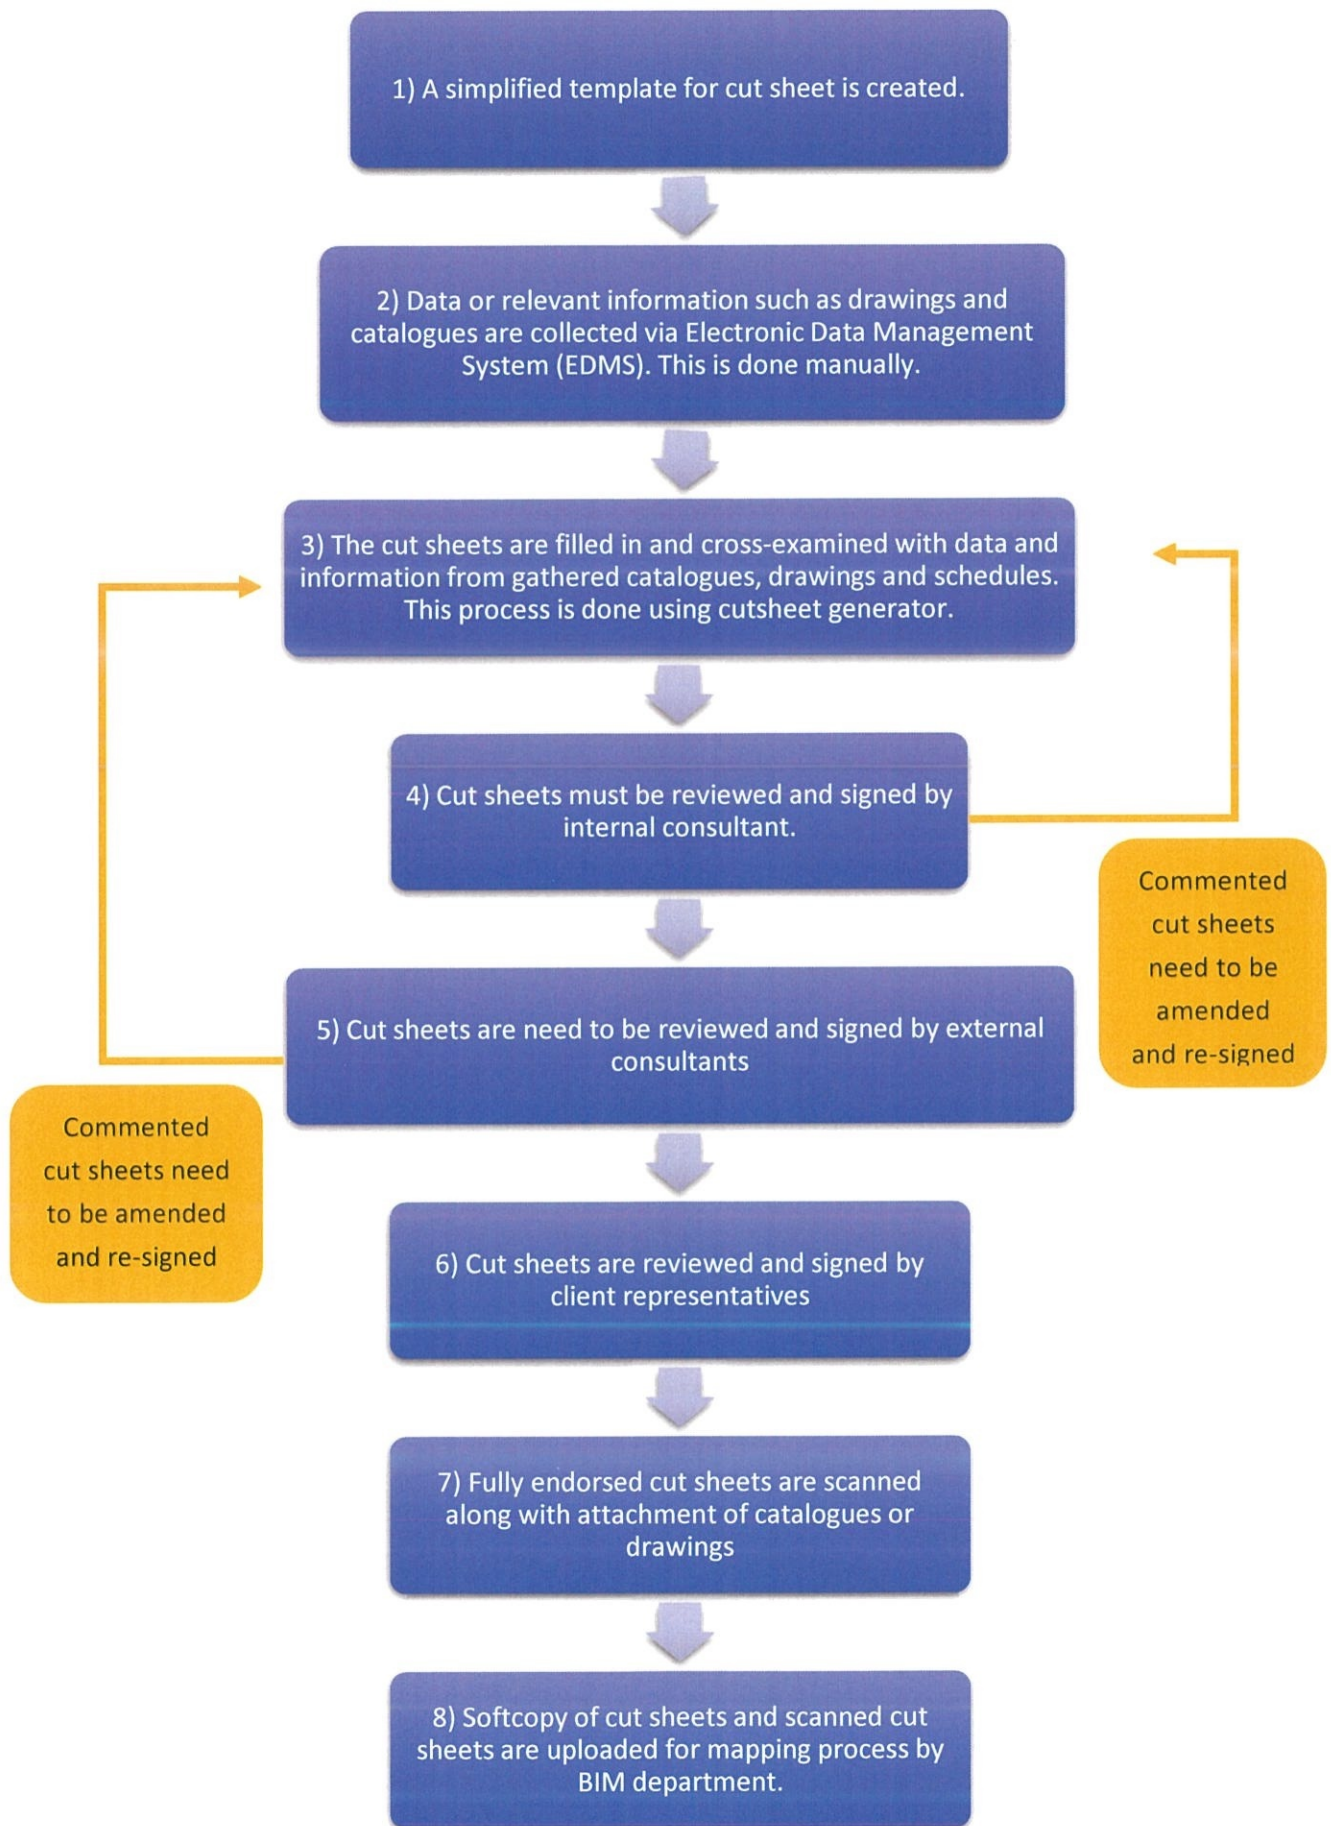 1) A simplified template for cut sheet is created.
2) Data or relevant information such as drawings and
catalogues are collected via Electronic Data Management
System (EDMS). This is done manually.
3) The cut sheets are filled in and cross-examined with data and
information from gathered catalogues, drawings and schedules.
This process is done using cutsheet generator.
4) Cut sheets must be reviewed and signed by
internal consultant.
Commented
cut sheets
need to be
amended
and re-signed
5) Cut sheets are need to be reviewed and signed by external
consultants
Commented
cut sheets need
to be amended
and re-signed
6) Cut sheets are reviewed and signed by
client representatives
7) Fully endorsed cut sheets are scanned
along with attachment of catalogues or
drawings
8) Softcopy of cut sheets and scanned cut
sheets are uploaded for mapping process by
BIM department.